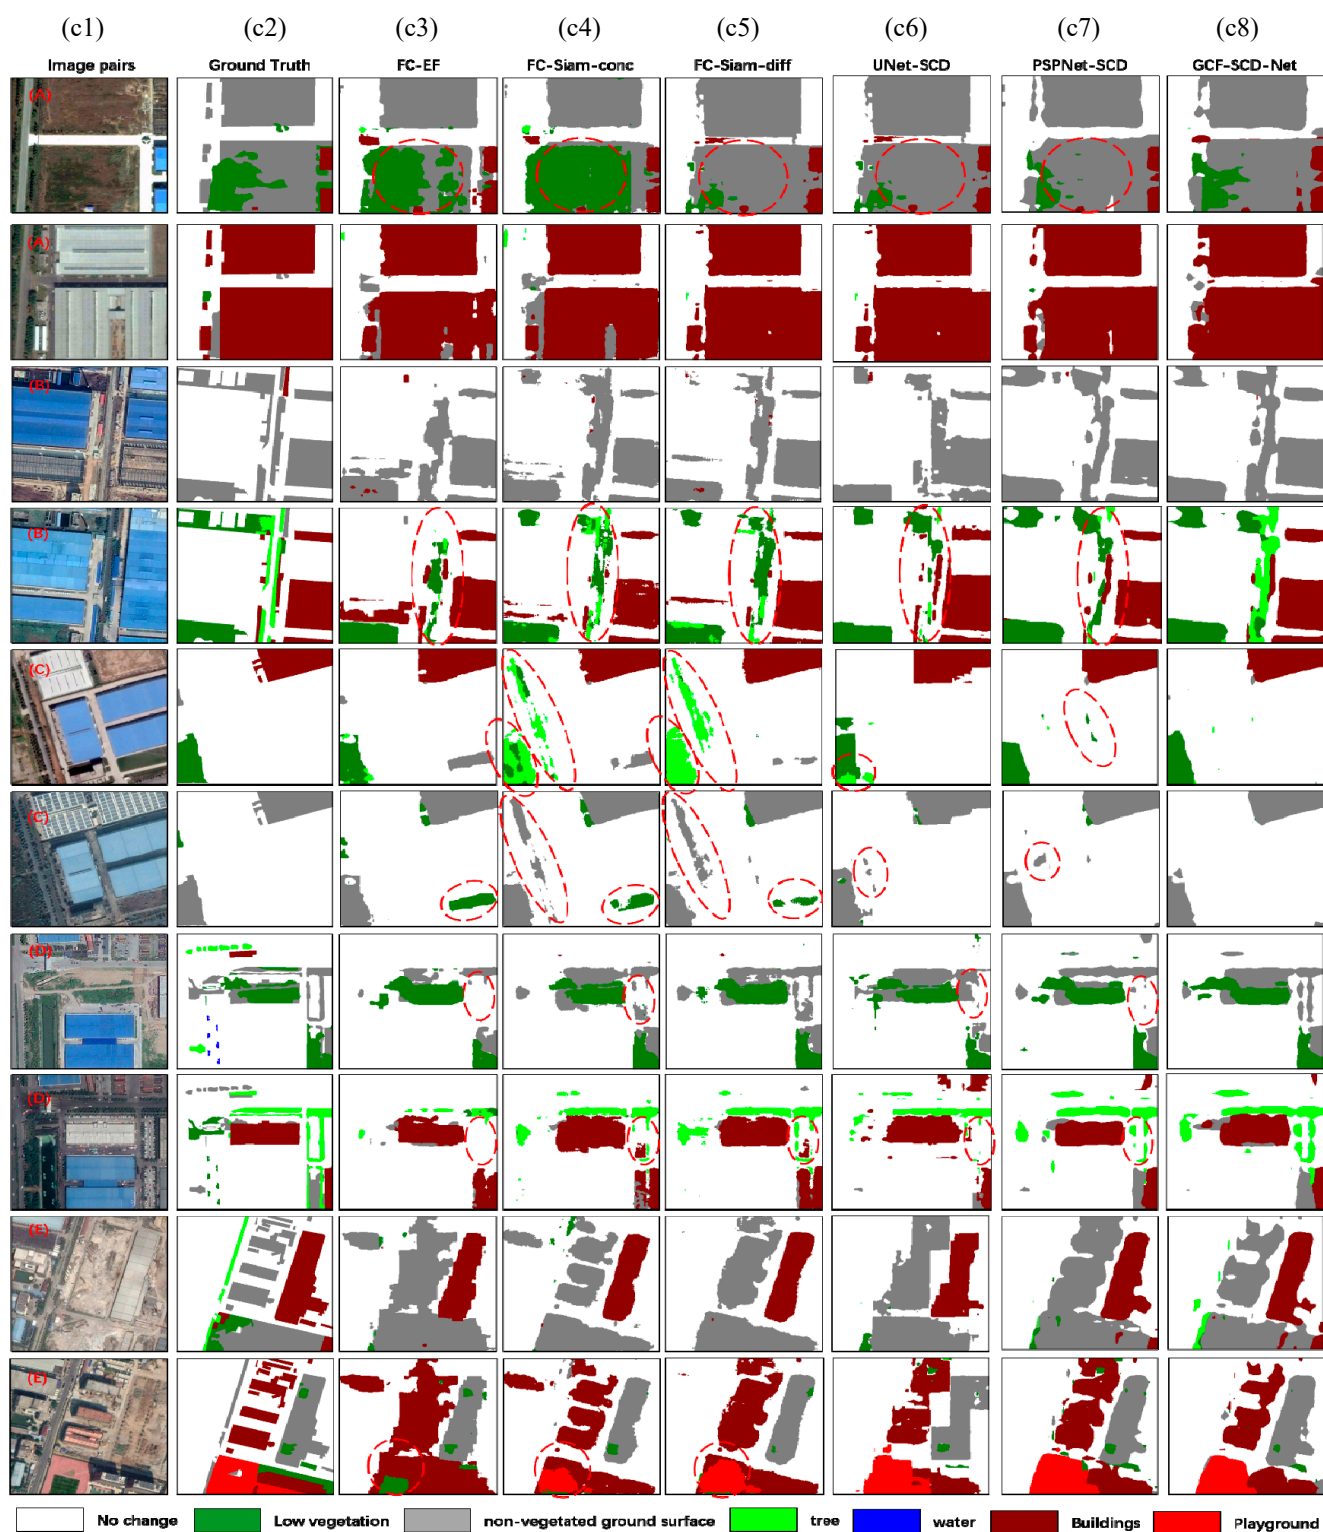 (c1) (c2) (c3) (c4) (c5) (c6) (c7) (c8)
Image pairs Ground Truth FC-EF FC-Siam-conc FC-Siam-diff UNet-SCD PSPNet-SCD GCF-SCD-Net
(A)
(A)
(B)
(B)
(C)
(C)
(D)
(D)
(E)
(E)
No change Low vegetation non-vegetated ground surface tree water Buildings Playground